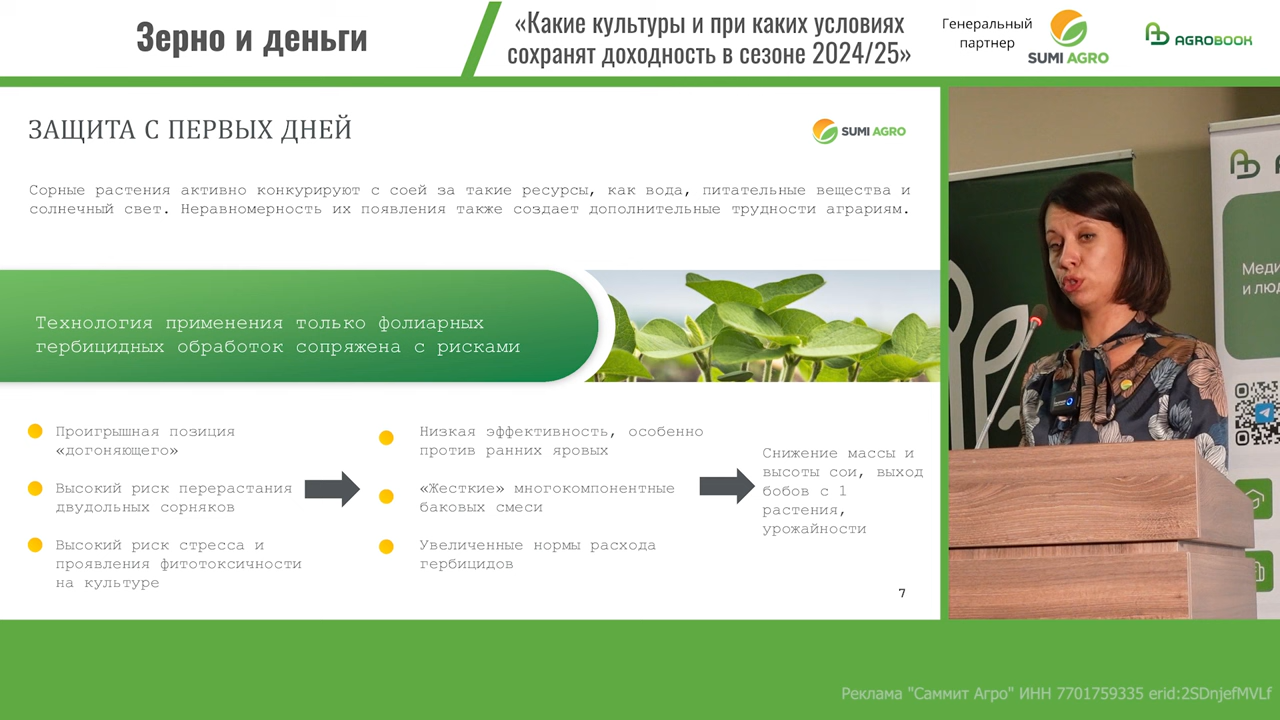 Зерно и деньги
«Какие культуры и при каких условиях
сохранят доходность в сезоне 2024/25»
Генеральный
партнер
SUMI AGRO
AGROBOOK
ЗАЩИТА С ПЕРВЫХ ДНЕЙ
SUMI AGRO
Сорные растения активно конкурируют с соей за такие ресурсы, как вода, питательные вещества и
солнечный свет. Неравномерность их появления также создает дополнительные трудности аграриям.
Технология применения только фолиарных
гербицидных обработок сопряжена с рисками
Проигрышная позиция
«догоняющего»
Высокий риск перерастания
двудольных сорняков
Высокий риск стресса и
проявления фитотоксичности
на культуре
Низкая эффективность, особенно
против ранних яровых
«Жесткие» многокомпонентные
баковых смеси
Увеличенные нормы расхода
гербицидов
Снижение массы и
высоты сои, выход
бобов с 1
растения,
урожайности
7
и
Реклама "Саммит Агро" ИНН 7701759335 erid:2SDnjefMVLf